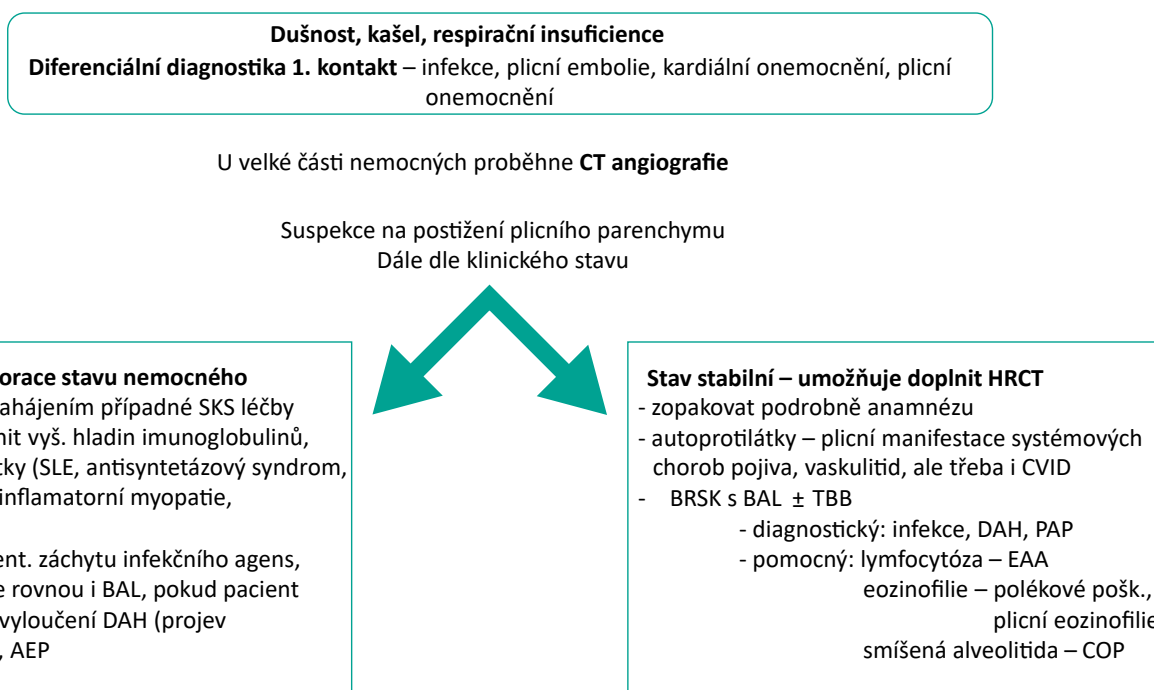 Dušnost, kašel, respirační insuficience
Diferenciální diagnostika 1. kontakt – infekce, plicní embolie, kardiální onemocnění, plicní
onemocnění
U velké části nemocných proběhne CT angiografie
Suspekce na postižení plicního parenchymu
Dále dle klinického stavu
orace stavu nemocného
ahájením případné SKS léčby
nit vyš. hladin imunoglobulinů,
tky (SLE, antisyntetázový syndrom,
inflamatorní myopatie,
ent. záchytu infekčního agens,
e rovnou i BAL, pokud pacient
vyloučení DAH (projev
, AEP
Stav stabilní – umožňuje doplnit HRCT
- zopakovat podrobně anamnézu
- autoprotilátky – plicní manifestace systémových
chorob pojiva, vaskulitid, ale třeba i CVID
- BRSK s BAL ± TBB
- diagnostický: infekce, DAH, PAP
- pomocný: lymfocytóza – EAA
eozinofilie – polékové pošk.,
plicní eozinofilie
smíšená alveolitida – COP